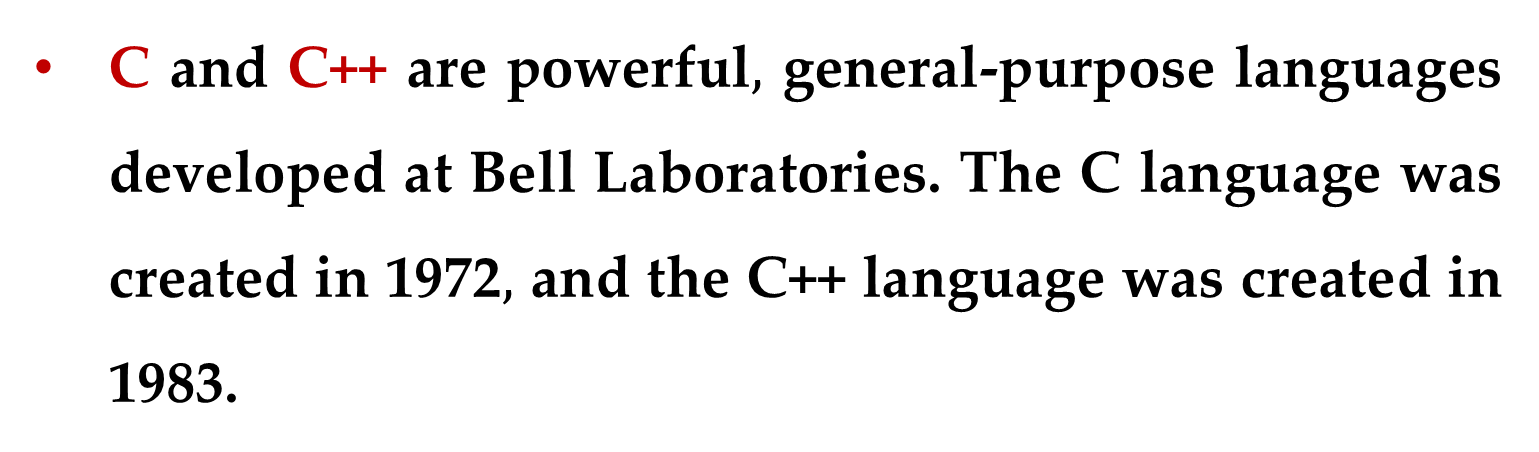 • C and C++ are powerful, general-purpose languages
developed at Bell Laboratories. The C language was
created in 1972, and the C++ language was created in
1983.